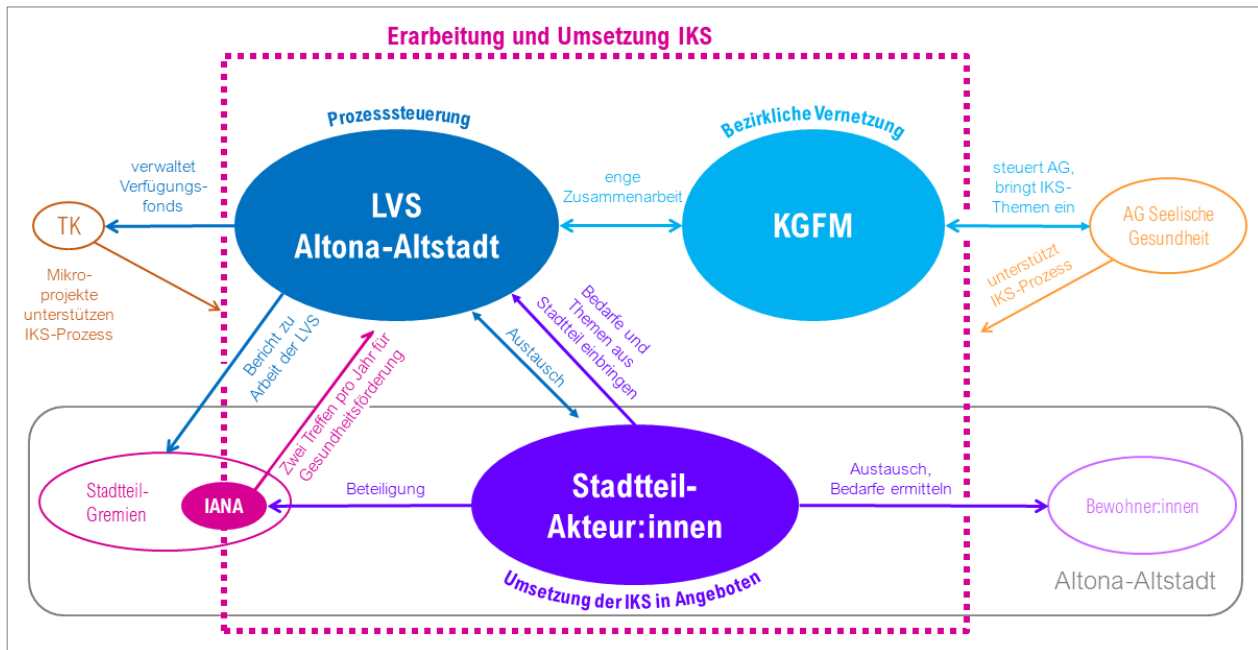 Erarbeitung und Umsetzung IKS
Prozesssteuerung
Bezirkliche Vernetzung
verwaltet
Verfügungs-
fonds
TK
LVS
Altona-Altstadt
enge
Zusammenarbeit
KGFM
steuert AG,
bringt IKS-
Themen ein
AG Seelische
Gesundheit
unterstützt
IKS-Prozess
Mikro-
projekte
unterstützen
IKS-Prozess
Bericht zu
Arbeit der LVS
Zwei Treffen pro Jahr für
Gesundheitsförderung
Austausch
Bedarfe und
Themen aus
Stadtteil einbringen
Stadtteil-
Gremien
IANA
Beteiligung
Stadtteil-
Akteur:innen
Austausch,
Bedarfe ermitteln
Bewohner:innen
Umsetzung der IKS in Angeboten
Altona-Altstadt